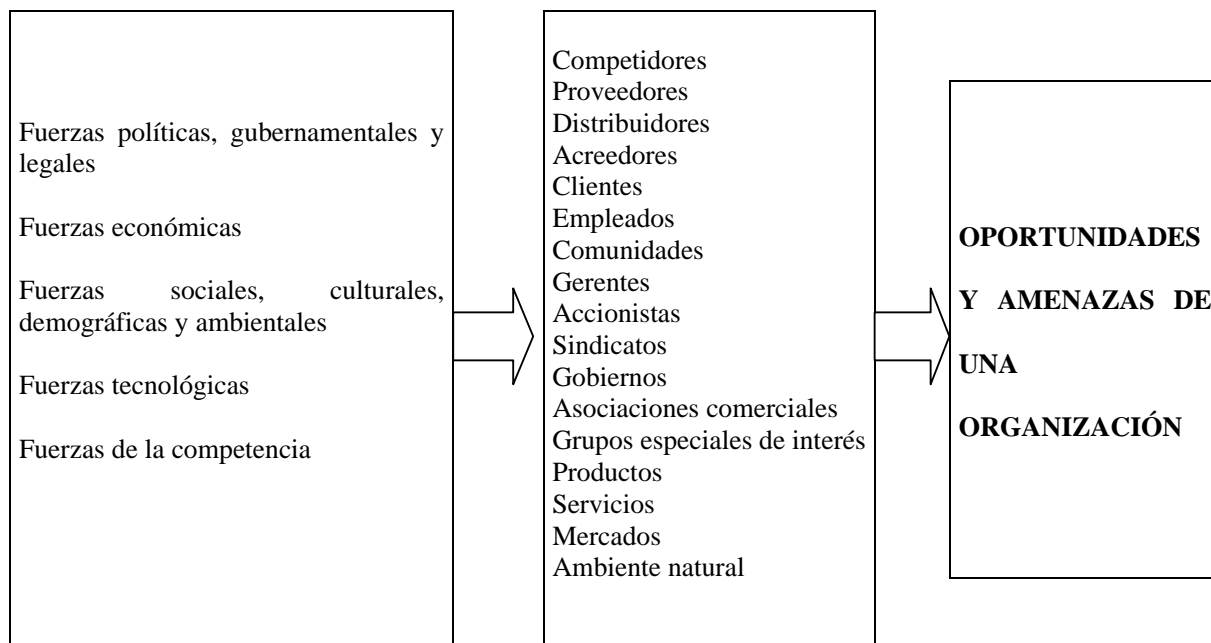 Fuerzas políticas, gubernamentales y
legales
Fuerzas económicas
Fuerzas sociales, culturales,
demográficas y ambientales
Fuerzas tecnológicas
Fuerzas de la competencia
Competidores
Proveedores
Distribuidores
Acreedores
Clientes
Empleados
Comunidades
Gerentes
Accionistas
Sindicatos
Gobiernos
Asociaciones comerciales
Grupos especiales de interés
Productos
Servicios
Mercados
Ambiente natural
OPORTUNIDADES
Y AMENAZAS DE
UNA
ORGANIZACIÓN